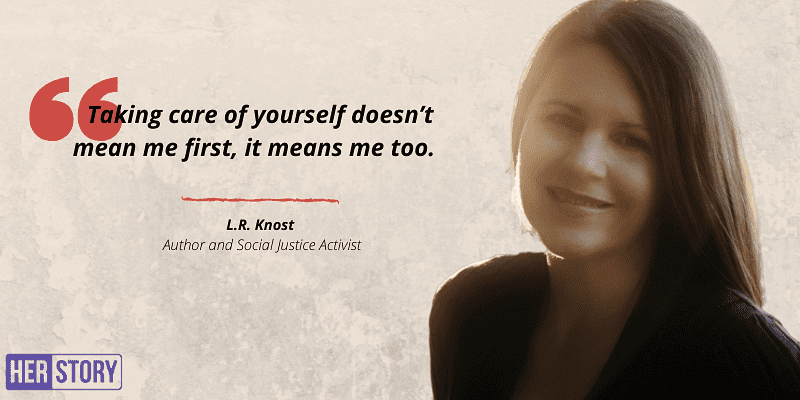 Taking care of yourself doesn’t
mean me first, it means me too.
L.R. Knost
Author and Social Justice Activist
HER STORY